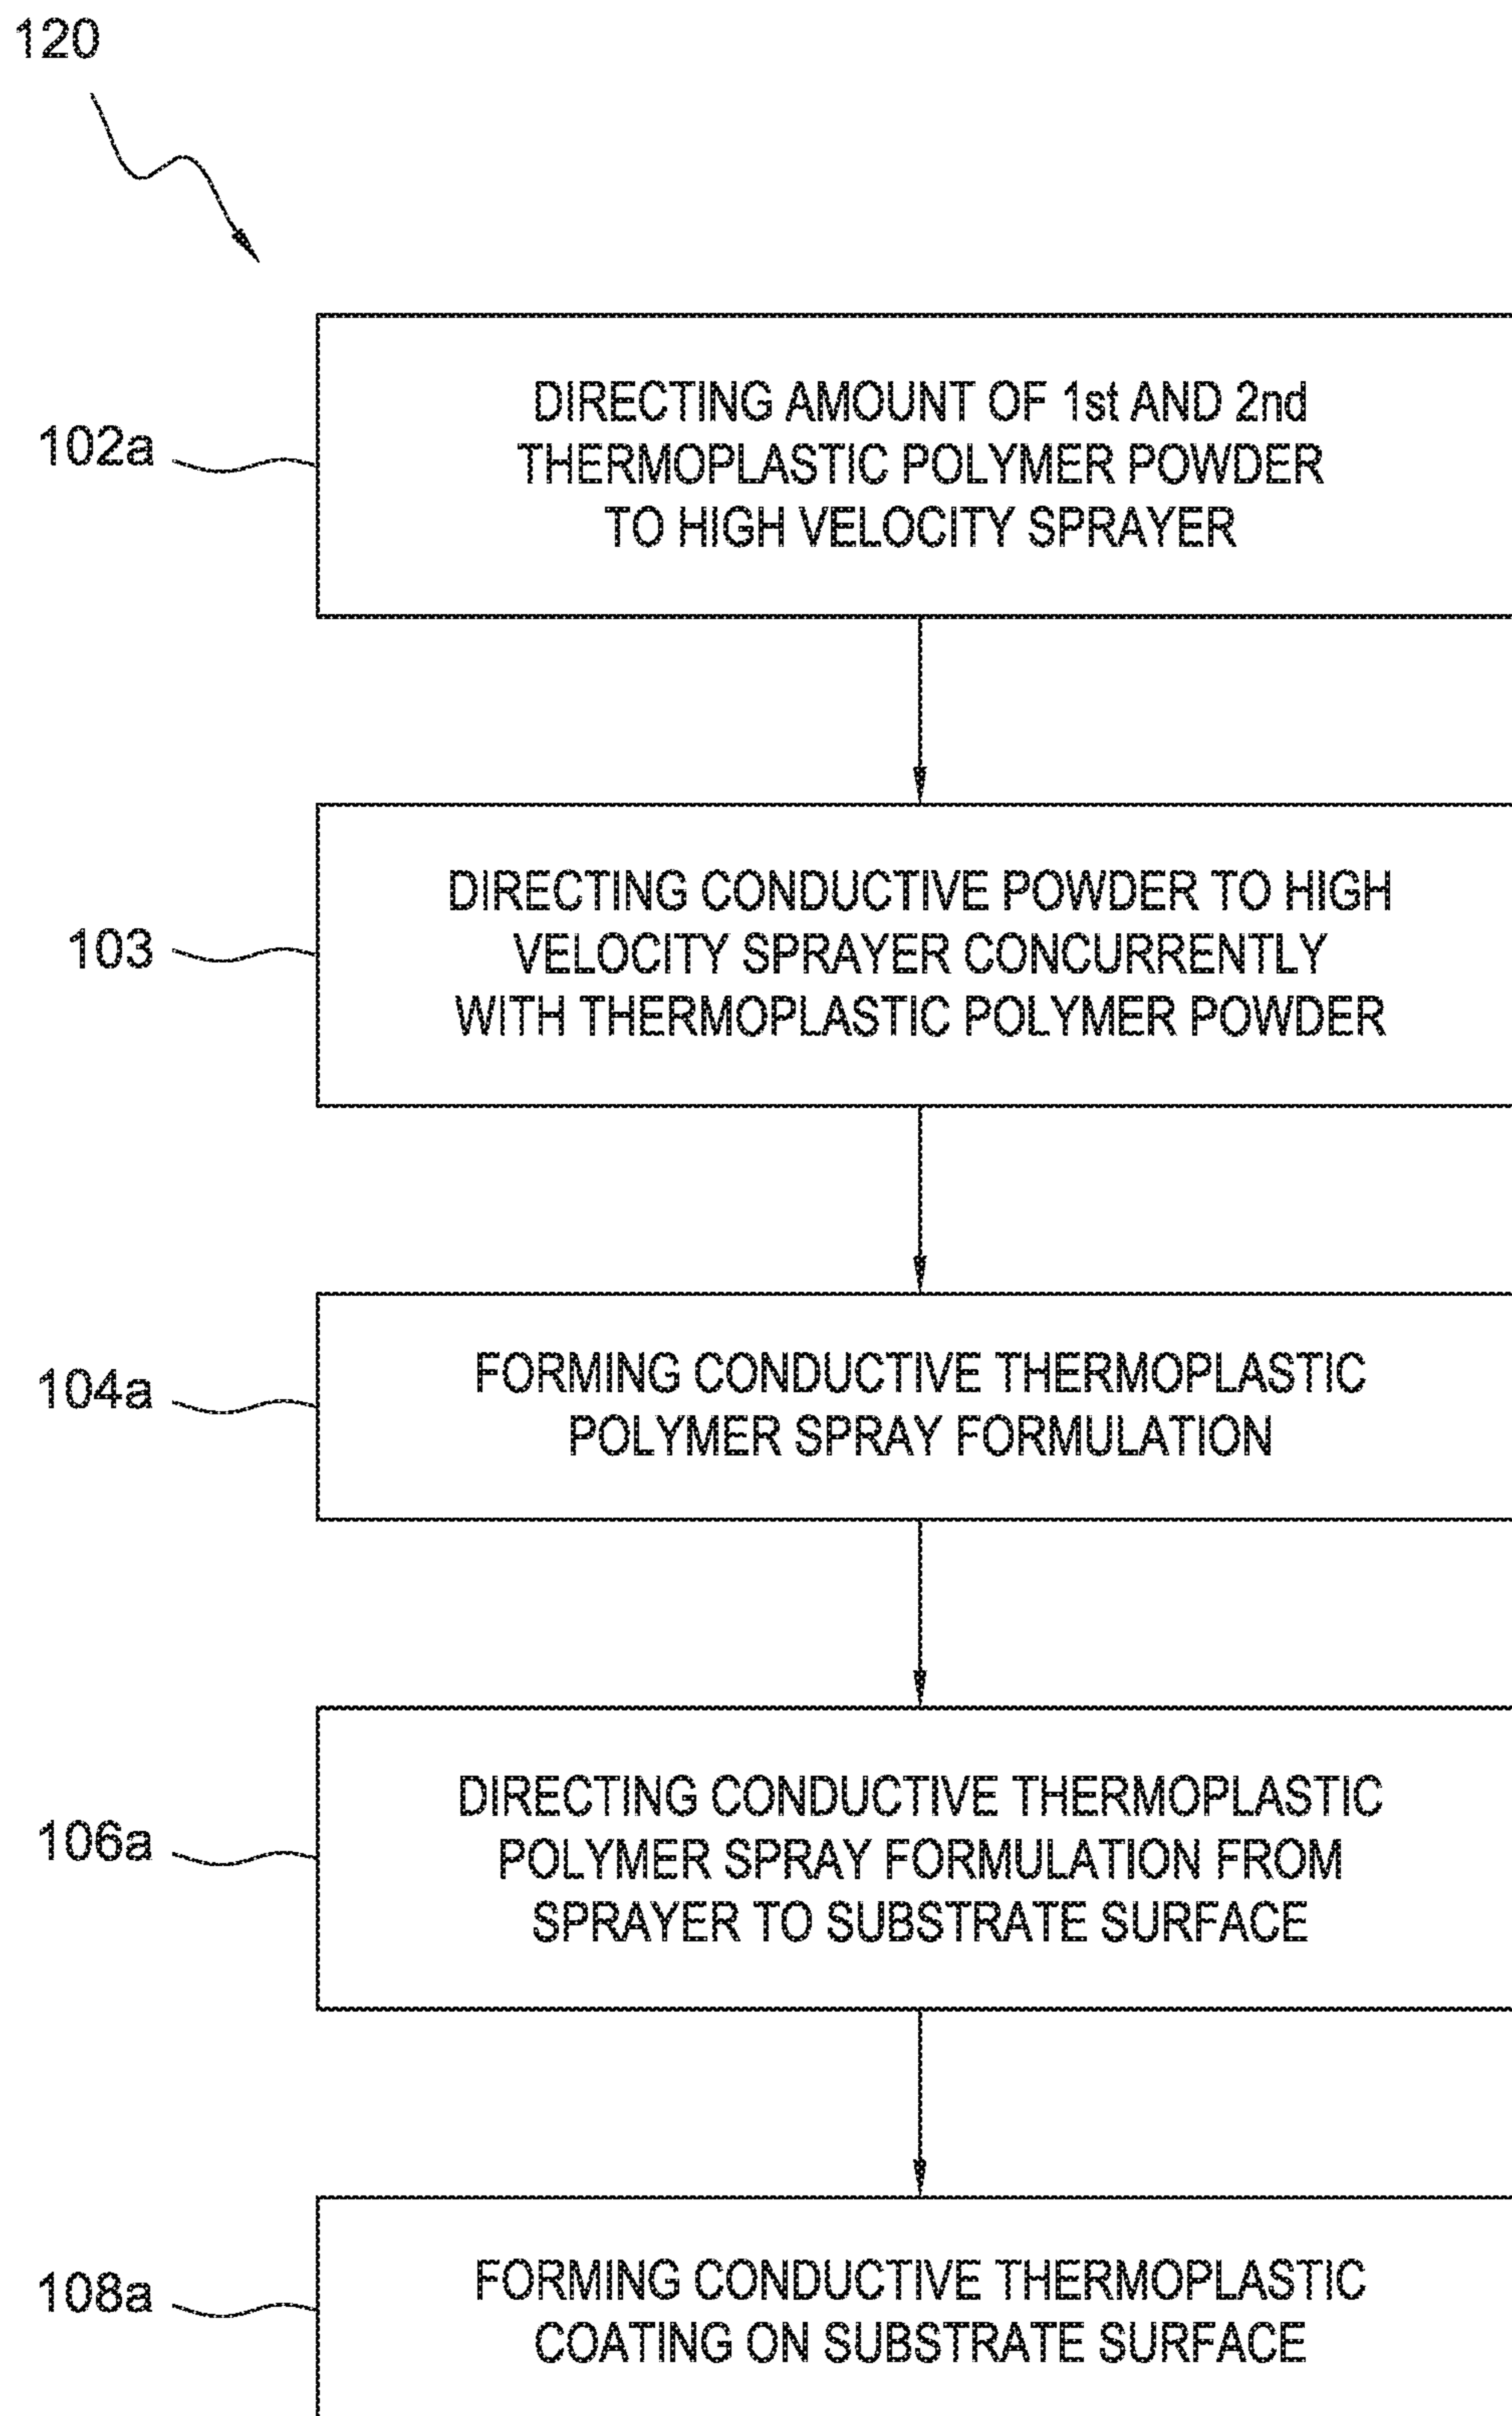 120
102a
DIRECTING AMOUNT OF 1st AND 2nd
THERMOPLASTIC POLYMER POWDER
TO HIGH VELOCITY SPRAYER
103
DIRECTING CONDUCTIVE POWDER TO HIGH
VELOCITY SPRAYER CONCURRENTLY
WITH THERMOPLASTIC POLYMER POWDER
104a
FORMING CONDUCTIVE THERMOPLASTIC
POLYMER SPRAY FORMULATION
106a
DIRECTING CONDUCTIVE THERMOPLASTIC
POLYMER SPRAY FORMULATION FROM
SPRAYER TO SUBSTRATE SURFACE
108a
FORMING CONDUCTIVE THERMOPLASTIC
COATING ON SUBSTRATE SURFACE